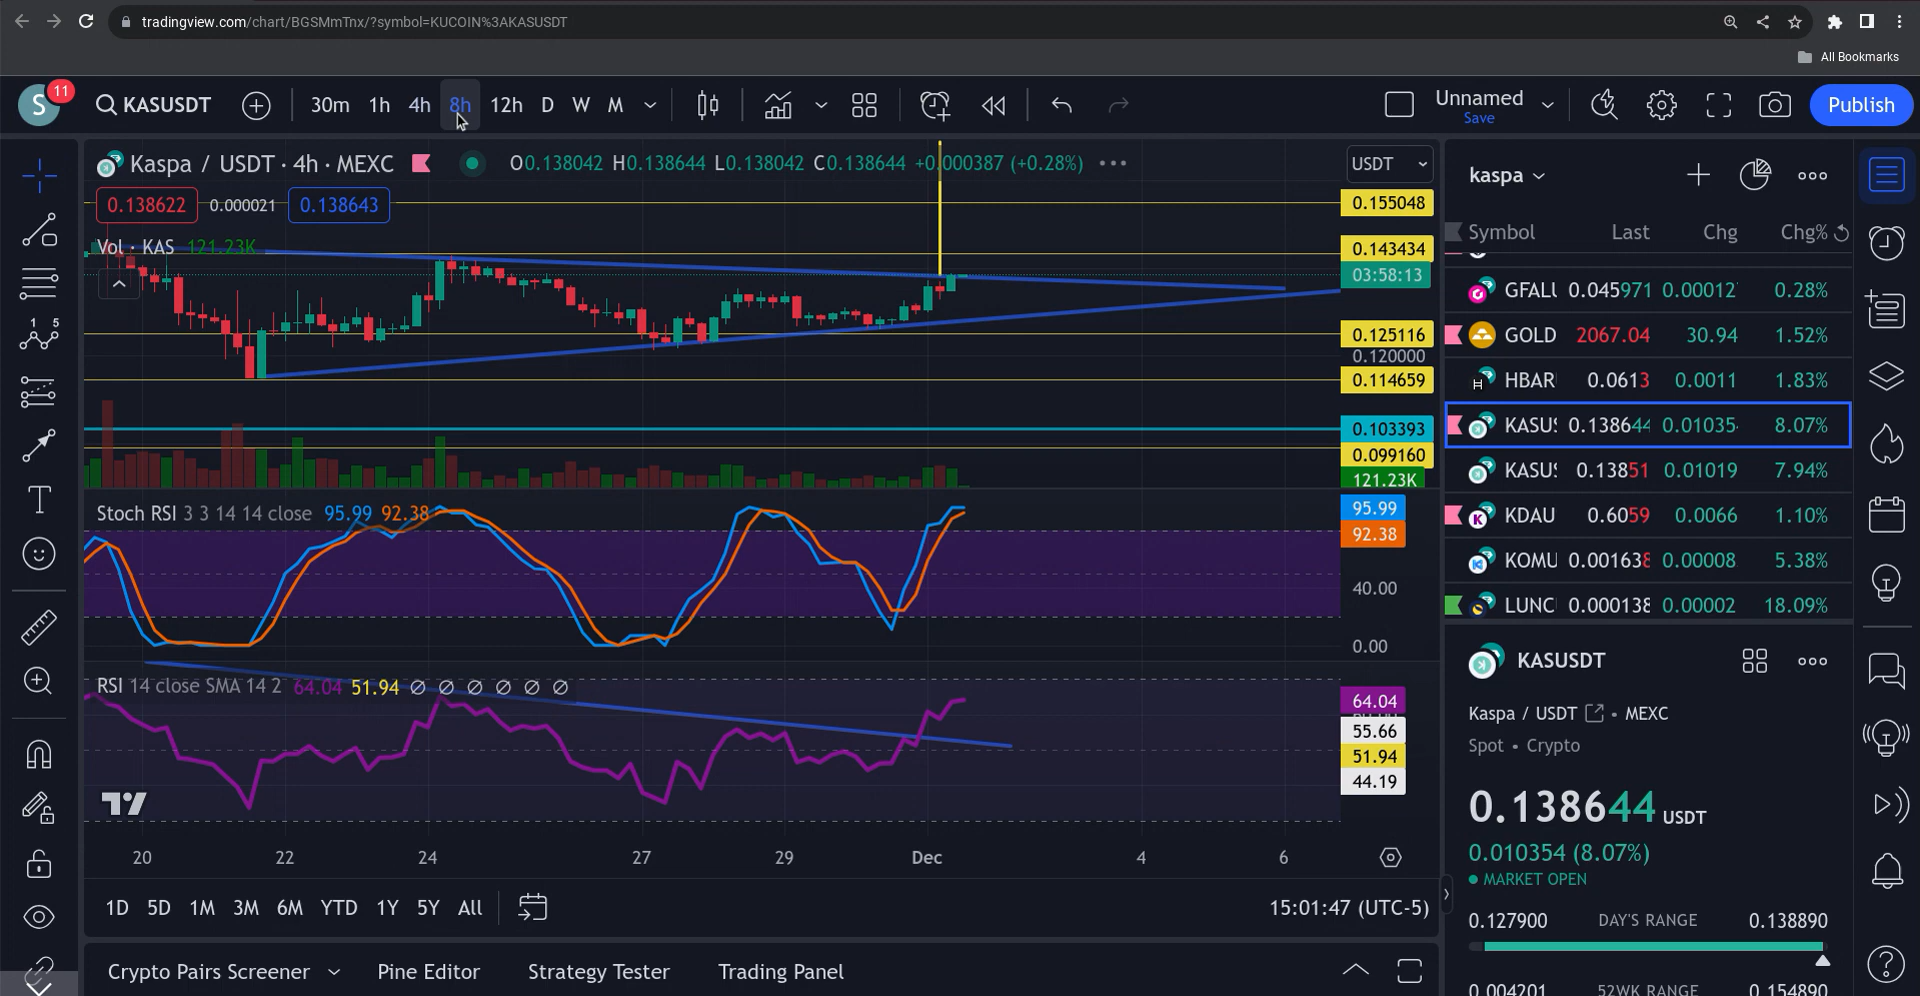 tradingview.com/chart/BGSMmTnx/?symbol=KUCOIN%3AKASUSDT
All Bookmarks
S 11 KASUSDT 30m 1h 4h 8h 12h D W M Unnamed Save Publish
Kaspa / USDT · 4h · MEXC O0.138042 H0.138644 L0.138042 C0.138644 +0.000387 (+0.28%) USDT
0.138622 0.000021 0.138643
Vol · KAS 121.23K
0.155048
0.143434
03:58:13
0.125116
0.120000
0.114659
0.103393
0.099160
121.23K
Stoch RSI 3 3 14 14 close 95.99 92.38
95.99
92.38
40.00
0.00
RSI 14 close SMA 14 2 64.04 51.94 ∅ ∅ ∅ ∅ ∅ ∅
64.04
55.66
51.94
44.19
20 22 24 27 29 Dec 4 6
1D 5D 1M 3M 6M YTD 1Y 5Y All 15:01:47 (UTC-5)
Crypto Pairs Screener Pine Editor Strategy Tester Trading Panel
kaspa
Symbol Last Chg Chg%
GFALU 0.045971 0.00012 0.28%
GOLD 2067.04 30.94 1.52%
HBAR 0.0613 0.0011 1.83%
KASUS 0.138644 0.01035 8.07%
KASUS 0.13851 0.01019 7.94%
KDAU 0.6059 0.0066 1.10%
KOMU 0.001638 0.00008 5.38%
LUNC 0.000138 0.00002 18.09%
KASUSDT
Kaspa / USDT • MEXC
Spot • Crypto
0.138644 USDT
0.010354 (8.07%)
MARKET OPEN
0.127900 DAY'S RANGE 0.138890
0.004201 52WK RANGE 0.154890